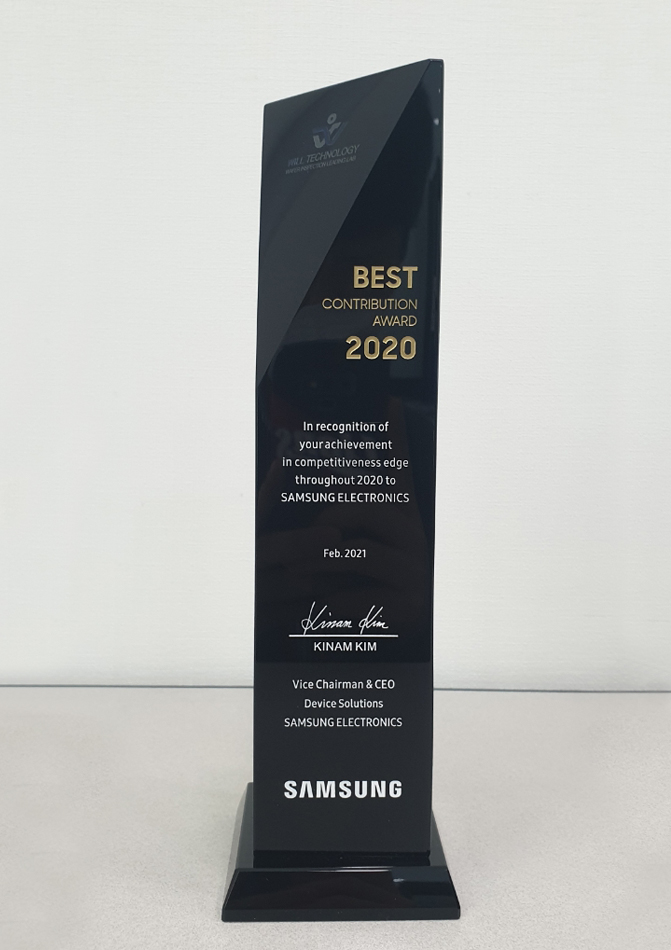 WILL TECHNOLOGY
BEST
CONTRIBUTION
AWARD
2020
In recognition of
your achievement
in competitiveness edge
throughout 2020 to
SAMSUNG ELECTRONICS
Feb. 2021
Kinam Kim
KINAM KIM
Vice Chairman & CEO
Device Solutions
SAMSUNG ELECTRONICS
SAMSUNG